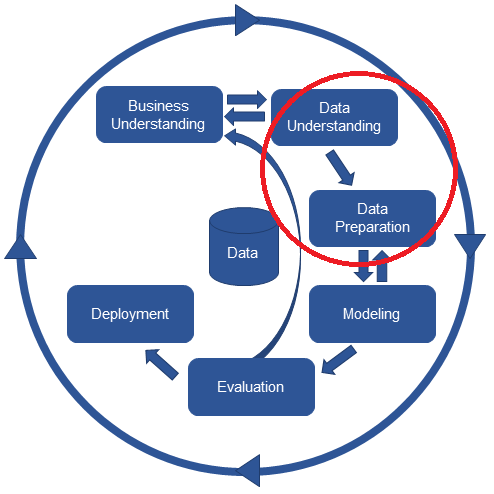 Business
Understanding
Data
Understanding
Data
Preparation
Data
Deployment
Modeling
Evaluation